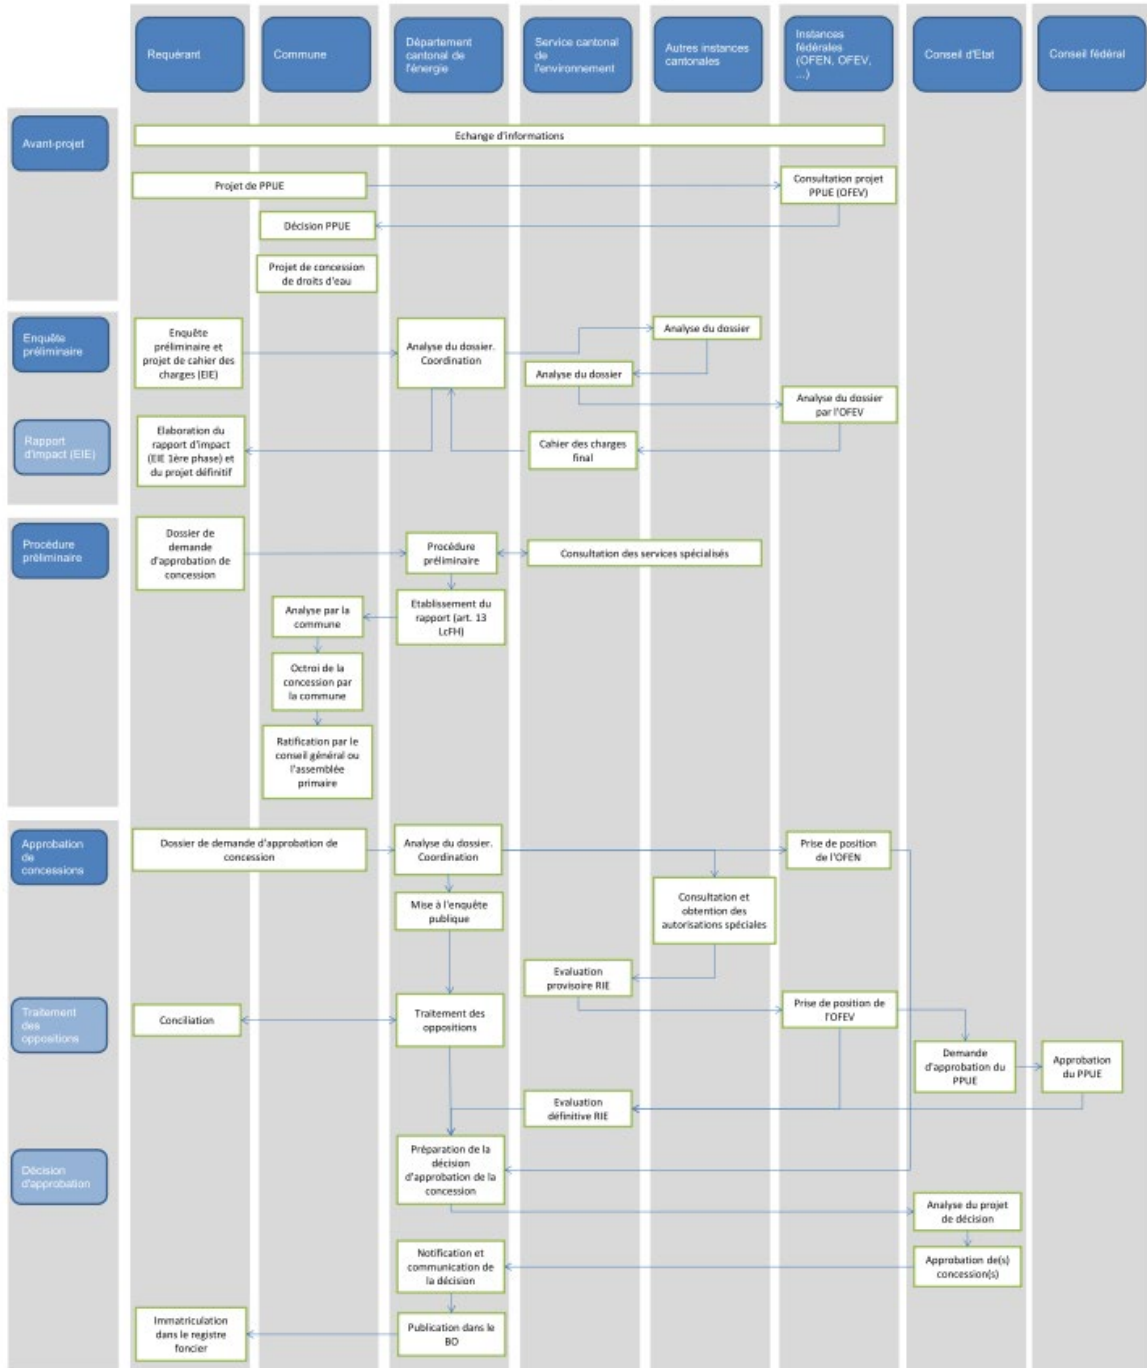 Requérant
Commune
Département
cantonal de
l'énergie
Service cantonal
de
l'environnement
Autres instances
cantonales
Instances
fédérales
(OFEN, OFEV,
...)
Conseil d'Etat
Conseil fédéral
Avant-projet
Echange d'informations
Projet de PPUE
Consultation projet
PPUE (OFEV)
Décision PPUE
Projet de concession
de droits d'eau
Enquête
préliminaire
Enquête
préliminaire et
projet de cahier des
charges (EIE)
Analyse du dossier.
Coordination
Analyse du dossier
Analyse du dossier
Analyse du dossier
par l'OFEV
Rapport
d'impact (EIE)
Elaboration du
rapport d'impact
(EIE 1ère phase) et
du projet définitif
Cahier des charges
final
Procédure
préliminaire
Dossier de
demande
d'approbation de
concession
Procédure
préliminaire
Consultation des services spécialisés
Analyse par la
commune
Etablissement du
rapport (art. 13
LcFH)
Octroi de la
concession par
la commune
Ratification par le
conseil général ou
l'assemblée
primaire
Approbation
de
concessions
Dossier de demande d'approbation de
concession
Analyse du dossier.
Coordination
Prise de position
de l'OFEN
Mise à l'enquête
publique
Consultation et
obtention des
autorisations spéciales
Evaluation
provisoire RIE
Traitement
des
oppositions
Conciliation
Traitement des
oppositions
Prise de position de
l'OFEV
Demande
d'approbation du
PPUE
Approbation
du PPUE
Evaluation
définitive RIE
Décision
d'approbation
Préparation de la
décision
d'approbation de la
concession
Analyse du projet
de décision
Notification et
communication de
la décision
Approbation de(s)
concession(s)
Immatriculation
dans le registre
foncier
Publication dans le
BO